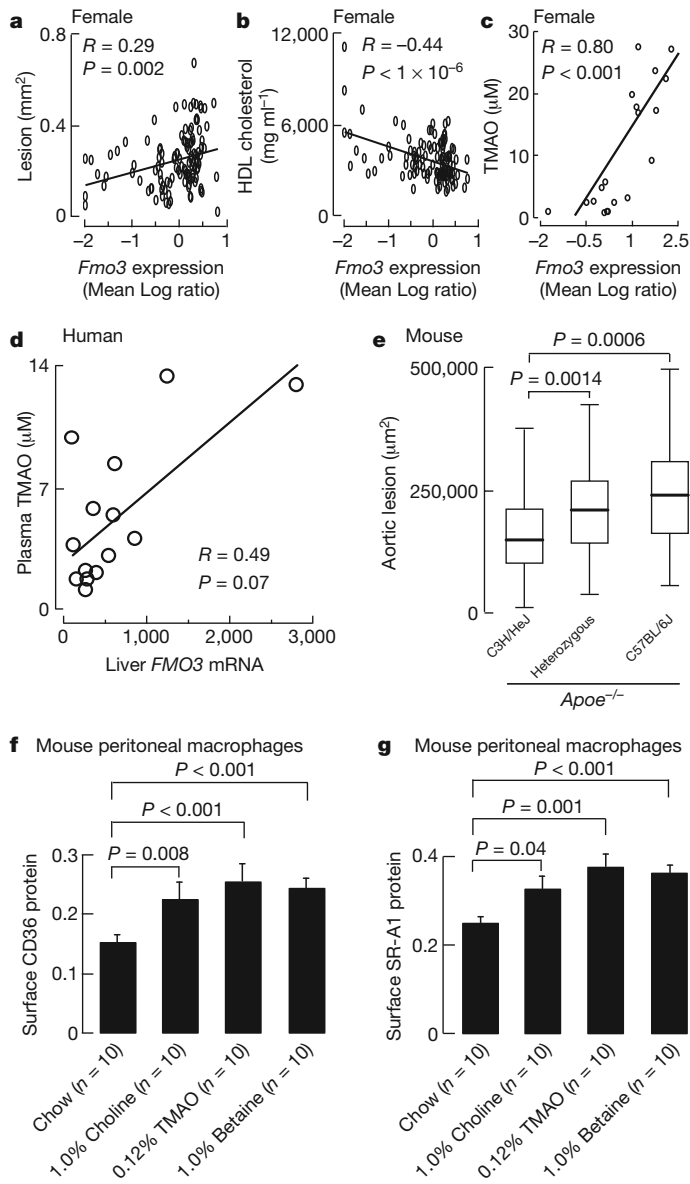 a Female
0.8
0.4
0
Lesion (mm²)
R = 0.29
P = 0.002
−2 −1 0 1
Fmo3 expression
(Mean Log ratio)
b Female
12,000
6,000
0
HDL cholesterol
(mg ml⁻¹)
R = −0.44
P < 1 × 10⁻⁶
−2 −1 0 1
Fmo3 expression
(Mean Log ratio)
c Female
30
20
10
0
TMAO (μM)
R = 0.80
P < 0.001
−2 −0.5 1 2.5
Fmo3 expression
(Mean Log ratio)
d Human
14
7
0
Plasma TMAO (μM)
R = 0.49
P = 0.07
0 1,000 2,000 3,000
Liver FMO3 mRNA
e Mouse
P = 0.0006
P = 0.0014
500,000
250,000
0
Aortic lesion (μm²)
C3H/HeJ
Heterozygous
C57BL/6J
Apoe⁻/⁻
f Mouse peritoneal macrophages
P < 0.001
P < 0.001
P = 0.008
0.3
0.2
0.1
0
Surface CD36 protein
Chow (n = 10)
1.0% Choline (n = 10)
0.12% TMAO (n = 10)
1.0% Betaine (n = 10)
g Mouse peritoneal macrophages
P < 0.001
P = 0.001
P = 0.04
0.4
0.2
0
Surface SR-A1 protein
Chow (n = 10)
1.0% Choline (n = 10)
0.12% TMAO (n = 10)
1.0% Betaine (n = 10)